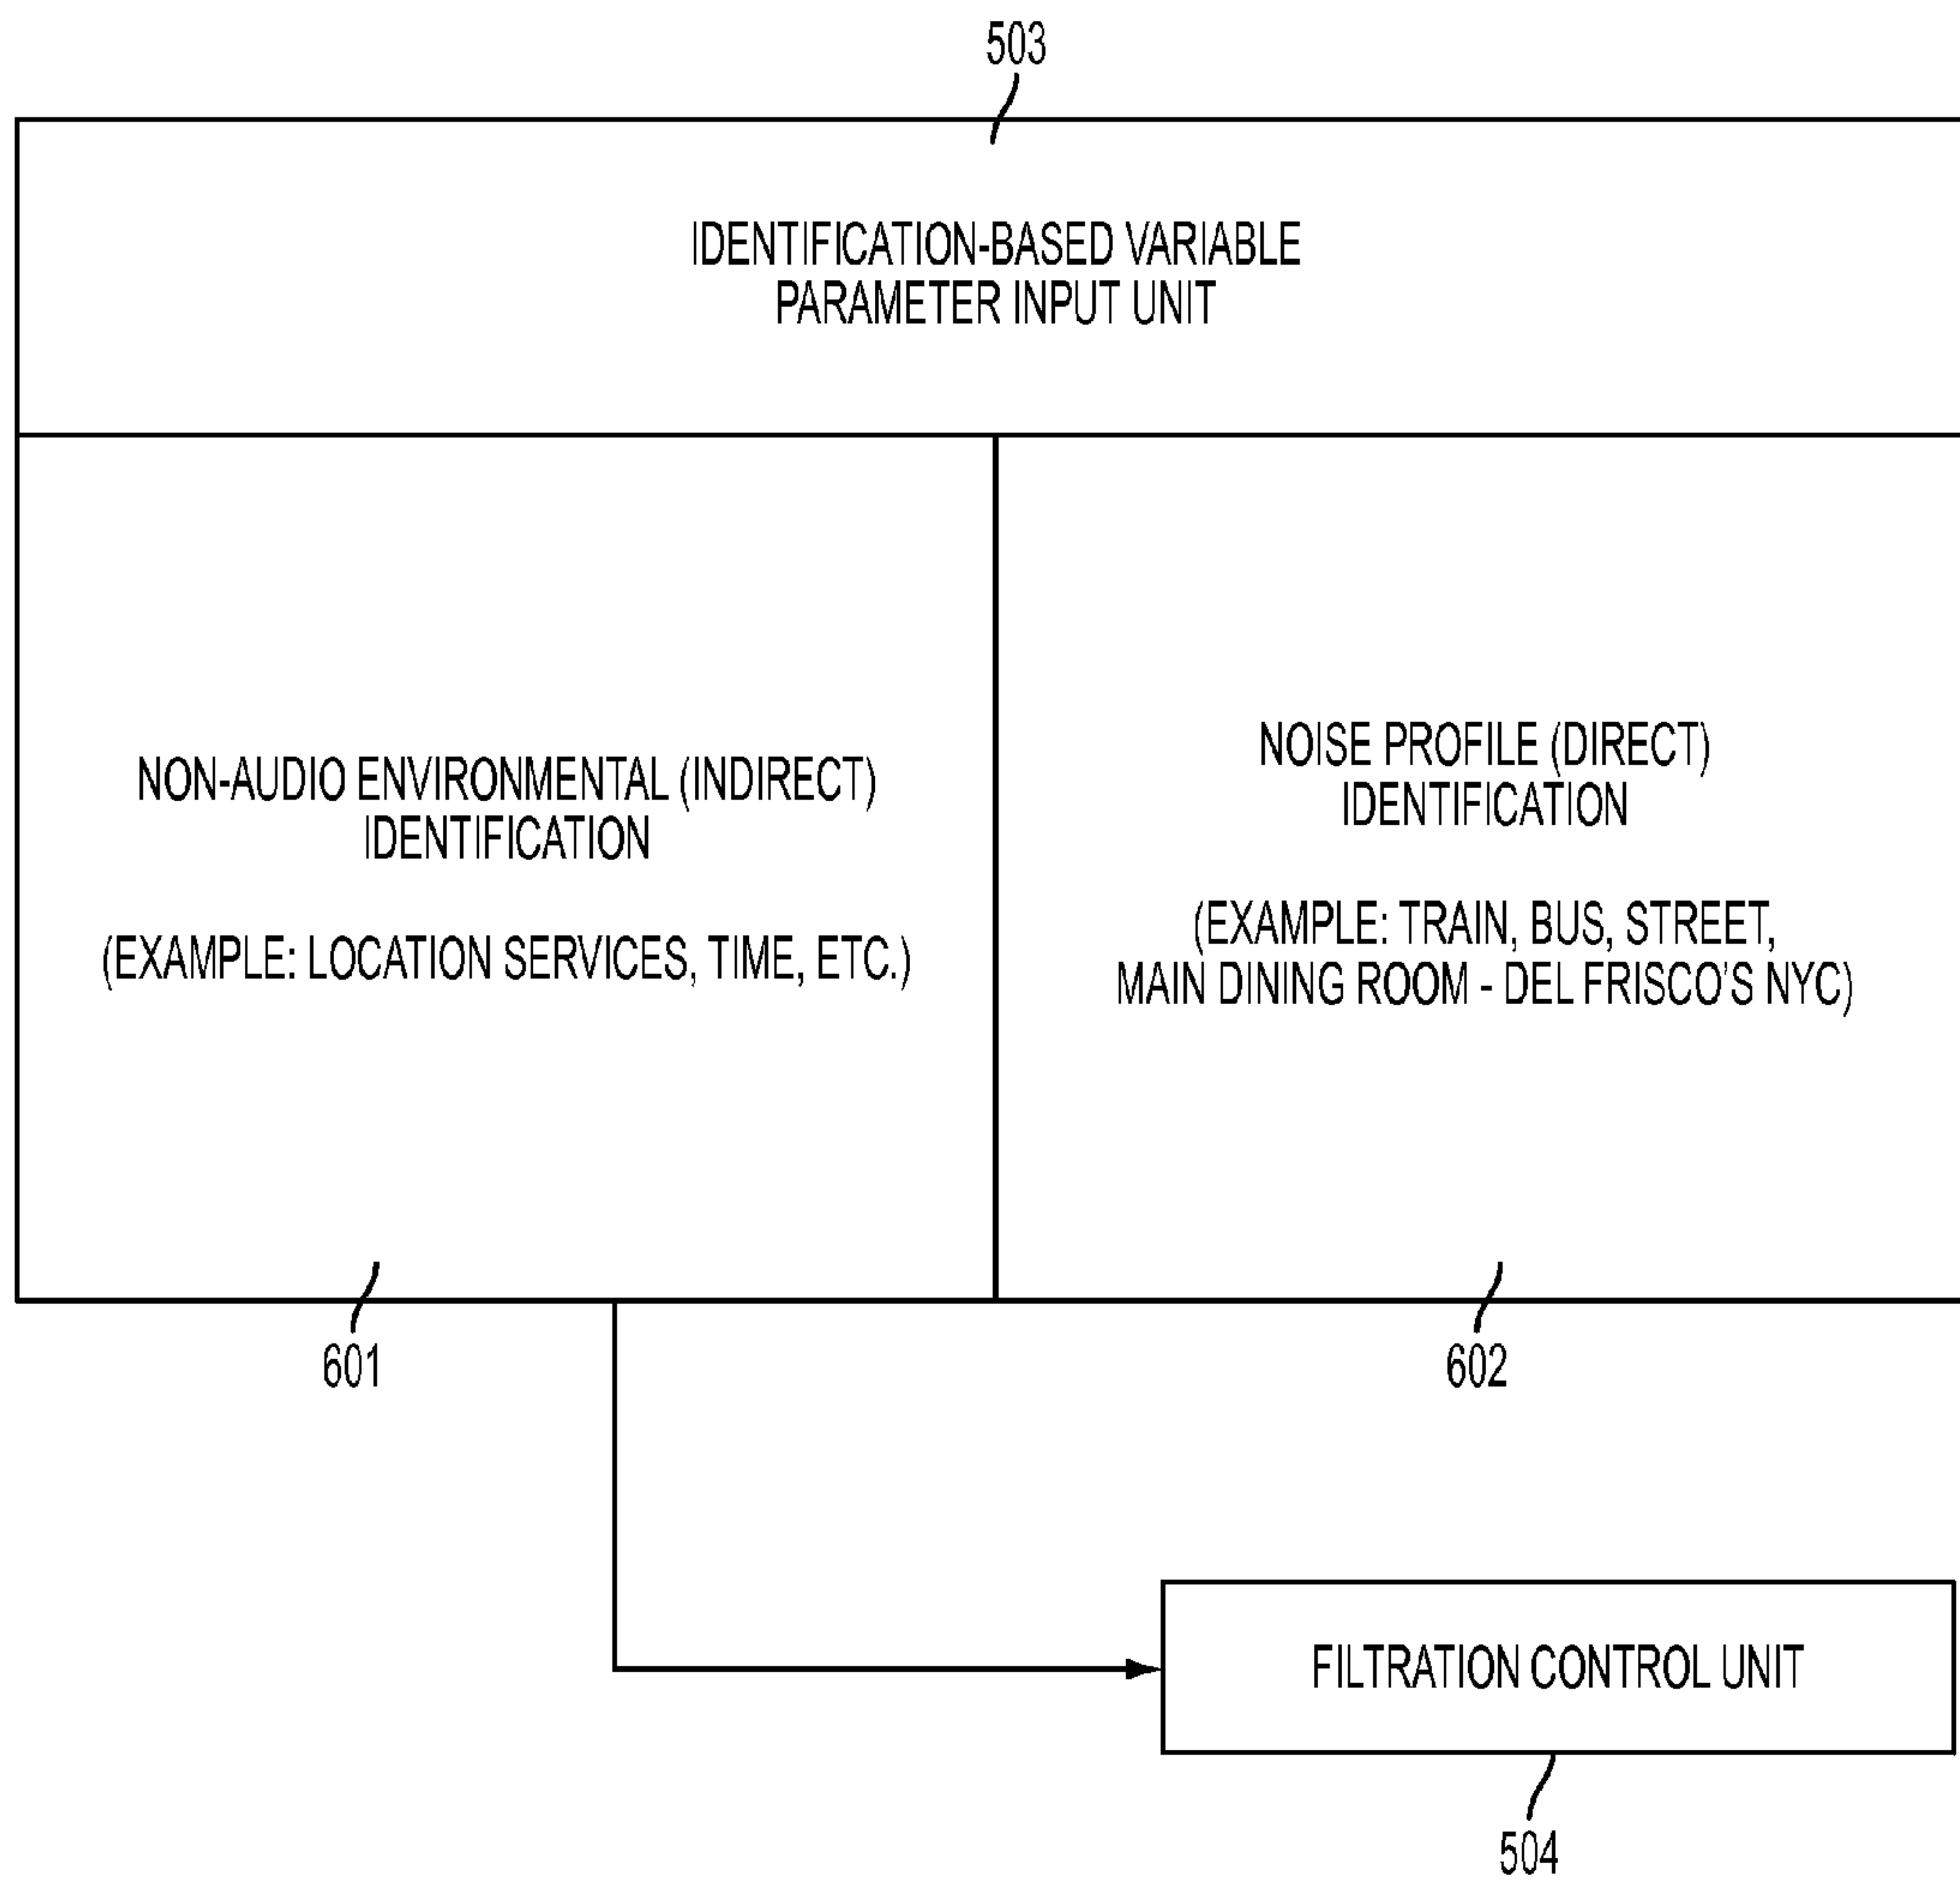 503
IDENTIFICATION-BASED VARIABLE
PARAMETER INPUT UNIT
NON-AUDIO ENVIRONMENTAL (INDIRECT)
IDENTIFICATION
(EXAMPLE: LOCATION SERVICES, TIME, ETC.)
NOISE PROFILE (DIRECT)
IDENTIFICATION
(EXAMPLE: TRAIN, BUS, STREET,
MAIN DINING ROOM - DEL FRISCO'S NYC)
601
602
FILTRATION CONTROL UNIT
504